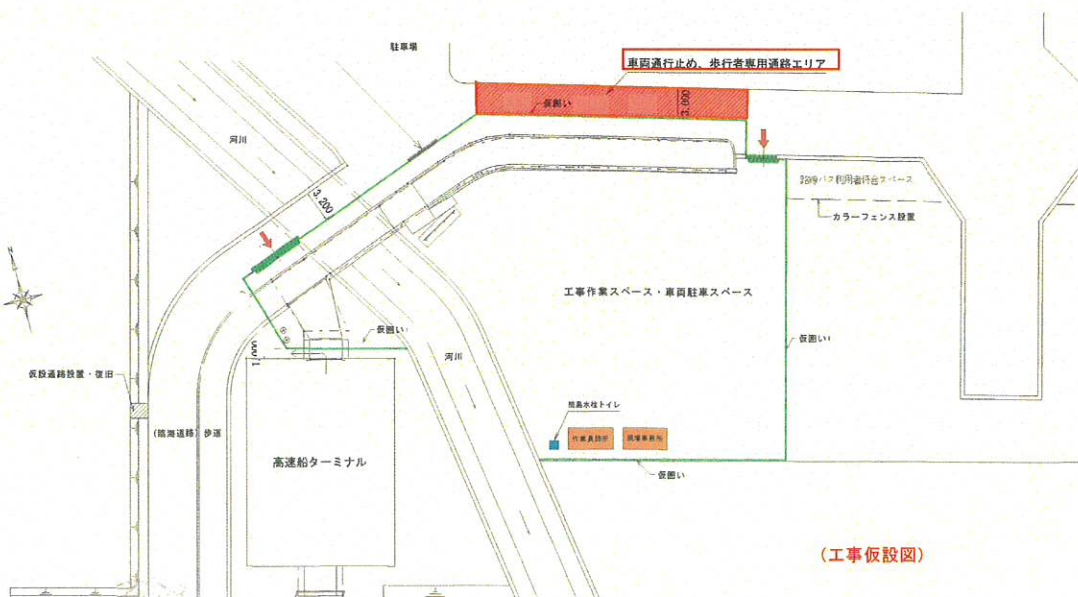 駐車場
車両通行止め、歩行者専用通路エリア
仮囲い
3.800
河川
3.200
路線バス利用者待合スペース
カラーフェンス設置
工事作業スペース・車両駐車スペース
仮囲い
仮囲い
河川
1.000
仮設通路設置・復旧
簡易水栓トイレ
(臨海道路)
歩道
作業員詰所
現場事務所
高速船ターミナル
仮囲い
(工事仮設図)